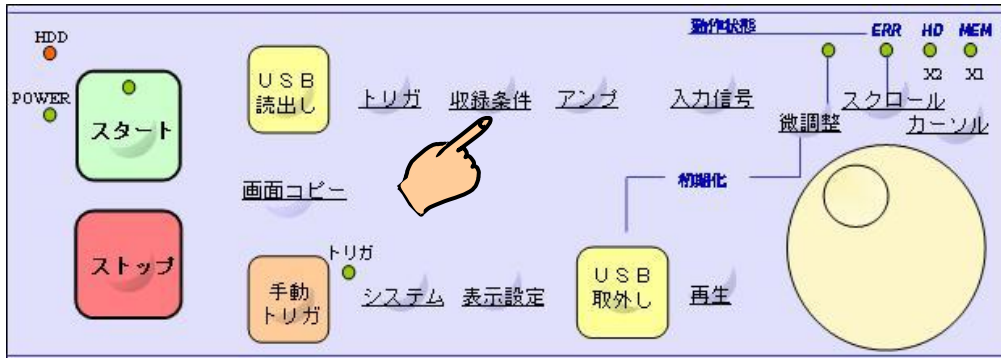 動作状態
ERR HD MEM
HDD
X2 X1
POWER
スタート
USB
読出し
トリガ 収録条件 アンプ 入力信号 スクロール
微調整 カーソル
画面コピー
初期化
ストップ
トリガ
手動
トリガ
システム 表示設定
USB
取外し
再生